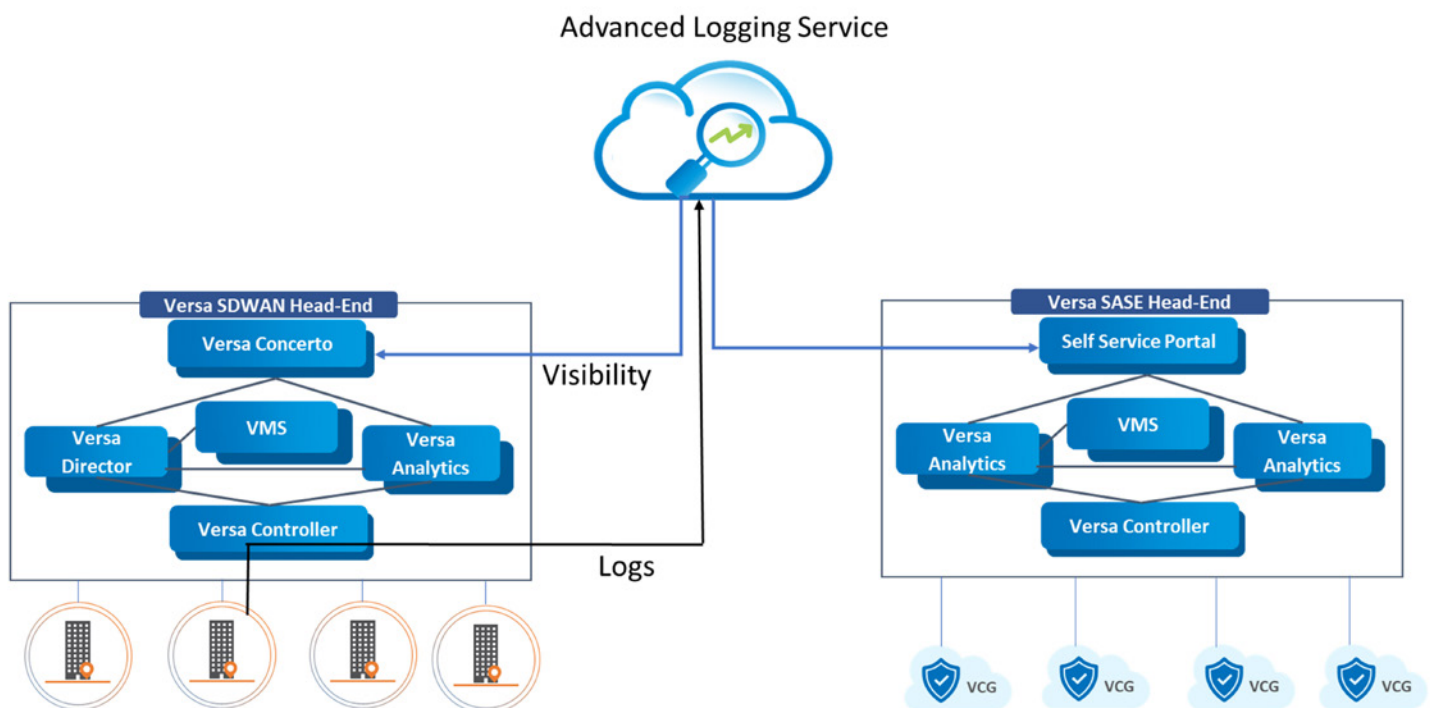 Advanced Logging Service
Versa SDWAN Head-End
Versa Concerto
Visibility
VMS
Versa
Director
Versa
Analytics
Versa Controller
Logs
Versa SASE Head-End
Self Service Portal
VMS
Versa
Analytics
Versa
Analytics
Versa Controller
VCG
VCG
VCG
VCG